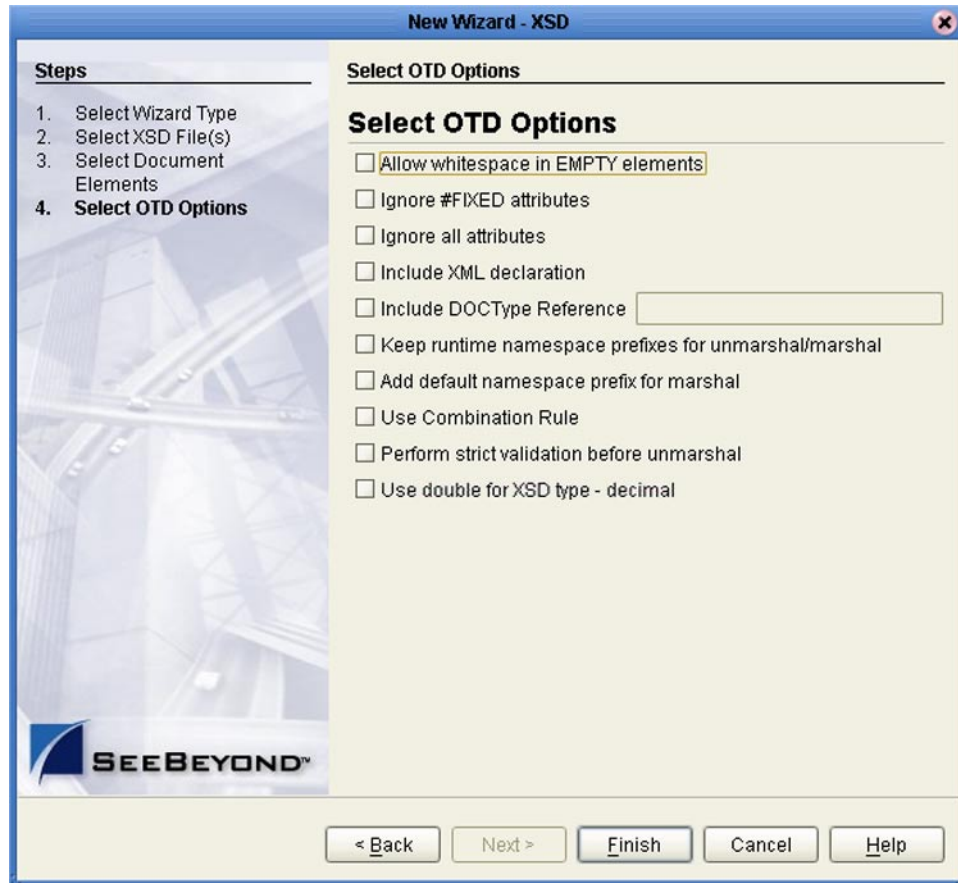 New Wizard - XSD
Steps
1. Select Wizard Type
2. Select XSD File(s)
3. Select Document
Elements
4. Select OTD Options
Select OTD Options
Select OTD Options
Allow whitespace in EMPTY elements
Ignore #FIXED attributes
Ignore all attributes
Include XML declaration
Include DOCType Reference
Keep runtime namespace prefixes for unmarshal/marshal
Add default namespace prefix for marshal
Use Combination Rule
Perform strict validation before unmarshal
Use double for XSD type - decimal
SEEBEYOND™
< Back Next > Finish Cancel Help